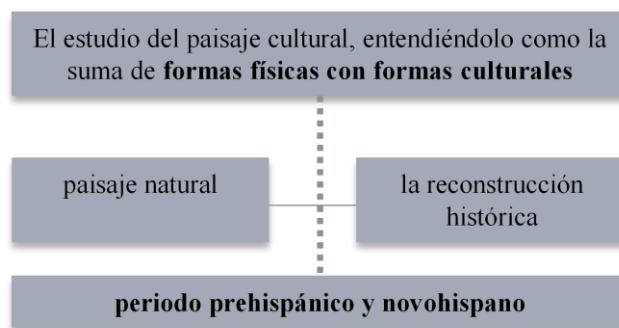 El estudio del paisaje cultural, entendiéndolo como la
suma de formas físicas con formas culturales
paisaje natural
la reconstrucción
histórica
periodo prehispánico y novohispano